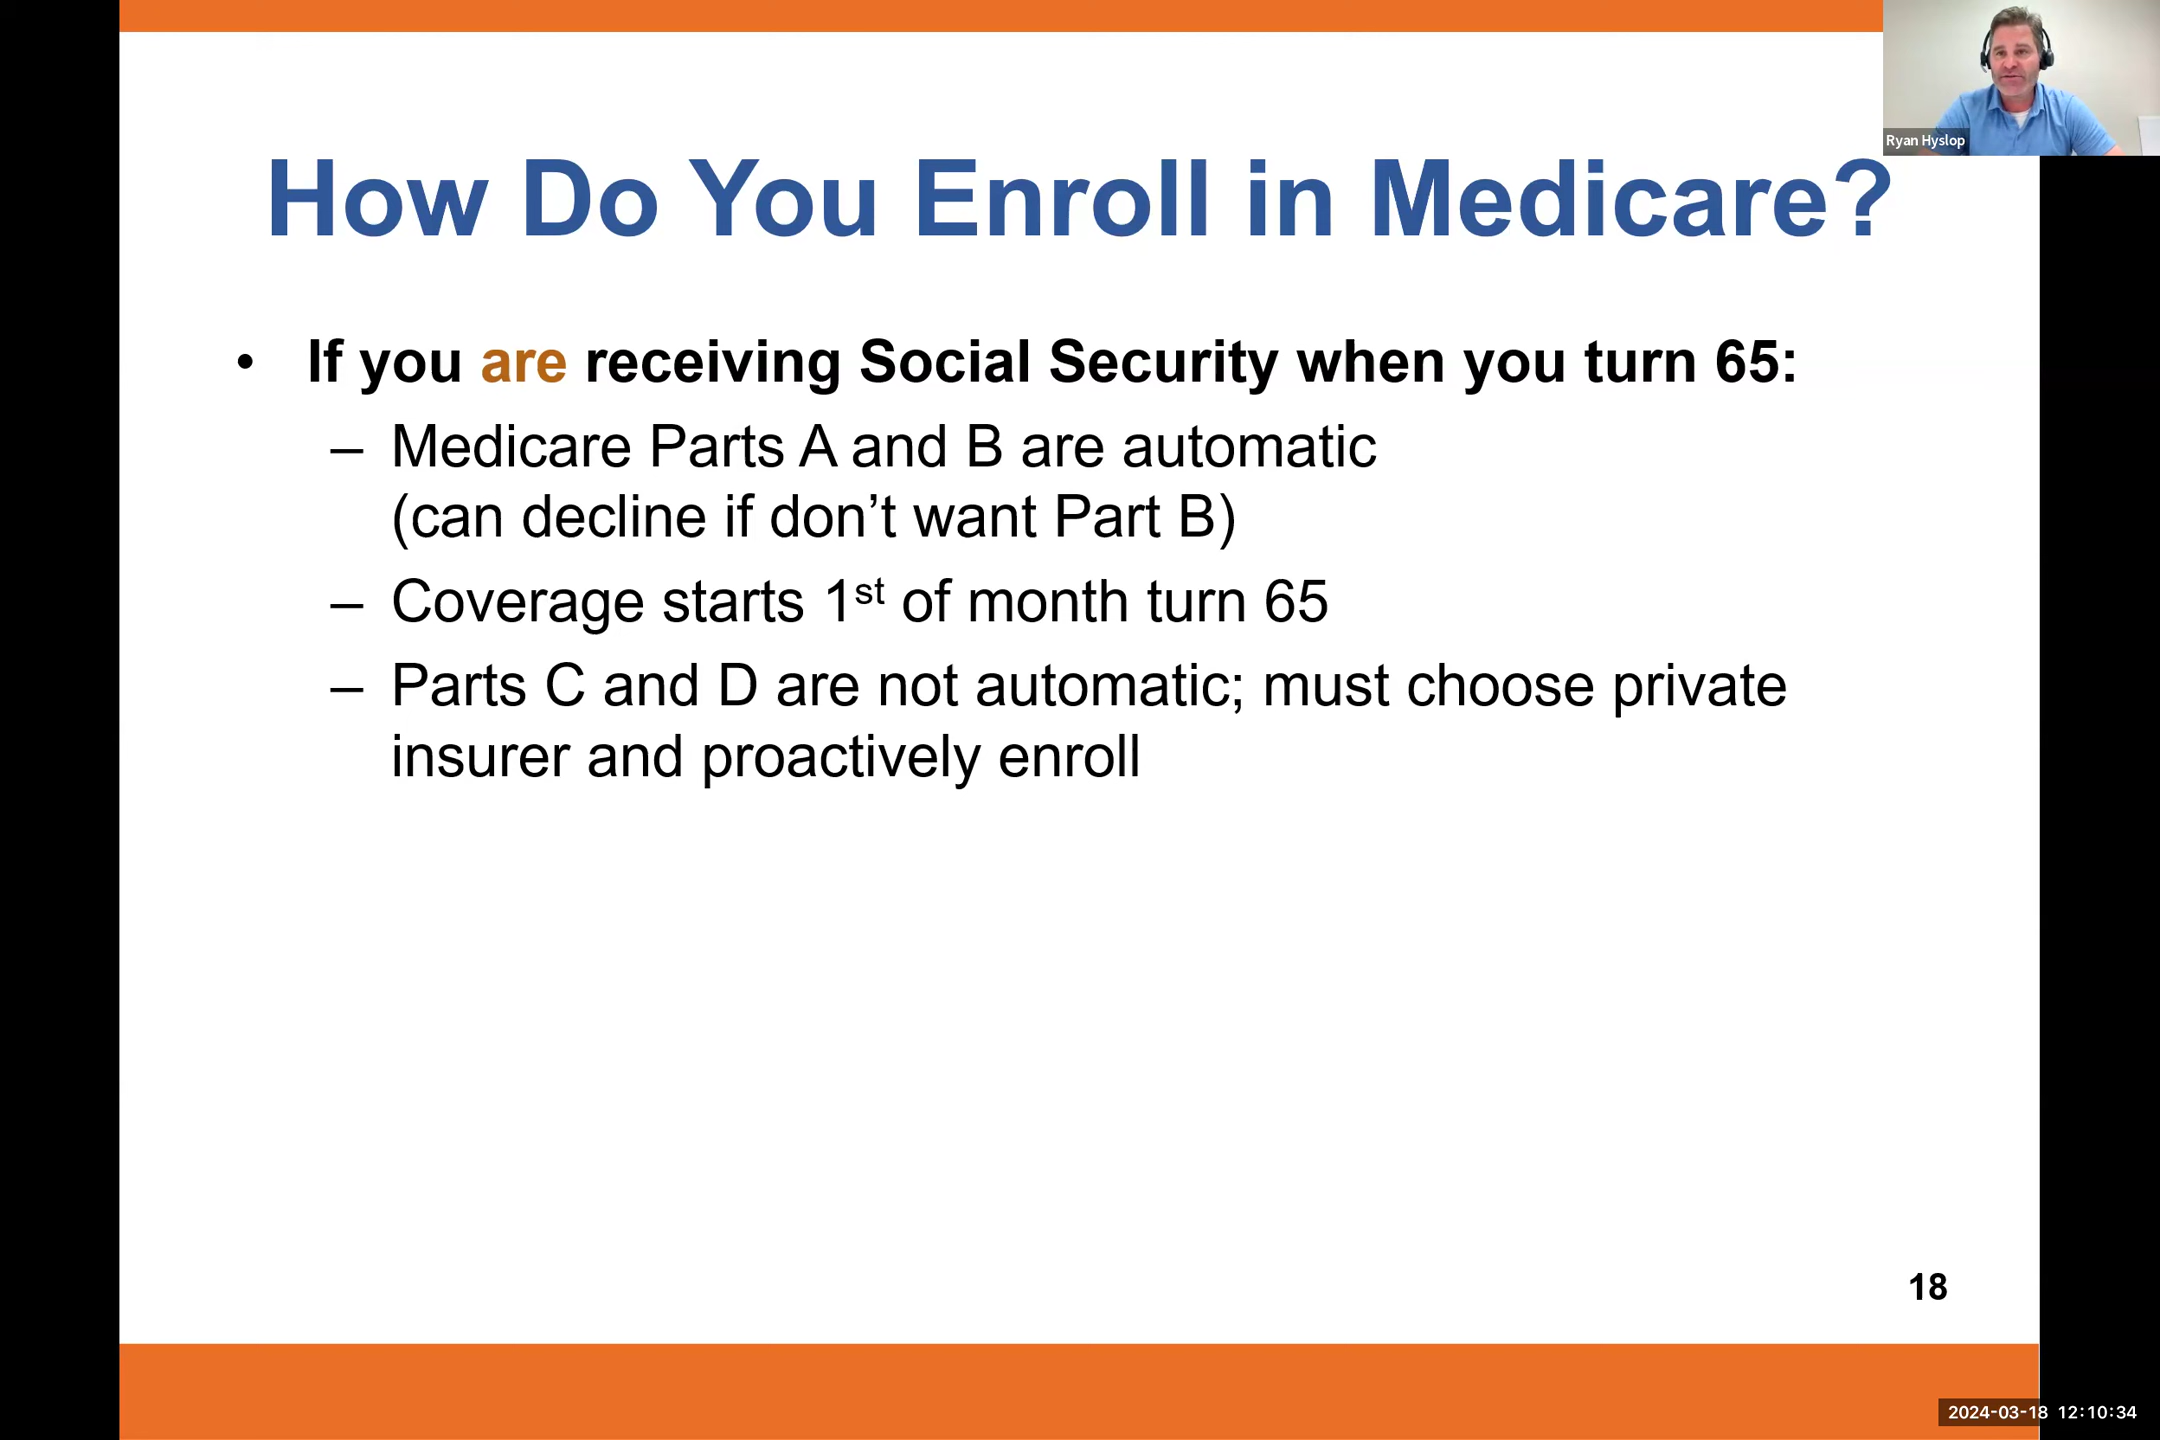 Ryan Hyslop
How Do You Enroll in Medicare?
• If you are receiving Social Security when you turn 65:
– Medicare Parts A and B are automatic
(can decline if don’t want Part B)
– Coverage starts 1st of month turn 65
– Parts C and D are not automatic; must choose private
insurer and proactively enroll
18
2024-03-18 12:10:34